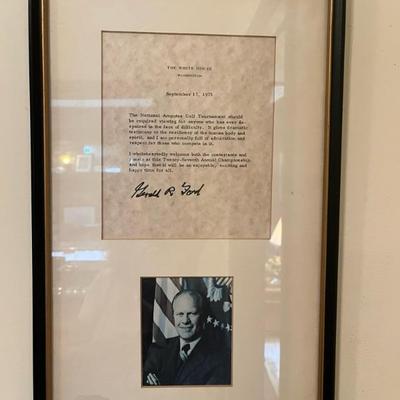 THE WHITE HOUSE
WASHINGTON
September 17, 1975
The National Amputee Golf Tournament should
be required viewing for anyone who has ever de-
spaired in the face of difficulty. It gives dramatic
testimony to the resiliency of the human body and
spirit, and I am personally full of admiration and
respect for those who compete in it.
I wholeheartedly welcome both the contestants and
guests at this Twenty-Seventh Annual Championship
and hope it will be an enjoyable, exciting and
happy time for all.
Gerald R. Ford